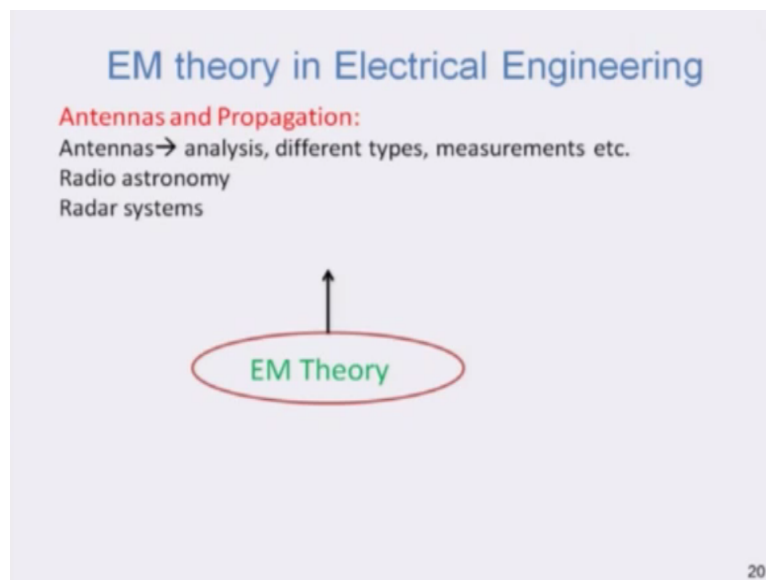 EM theory in Electrical Engineering
Antennas and Propagation:
Antennas→ analysis, different types, measurements etc.
Radio astronomy
Radar systems
EM Theory
20